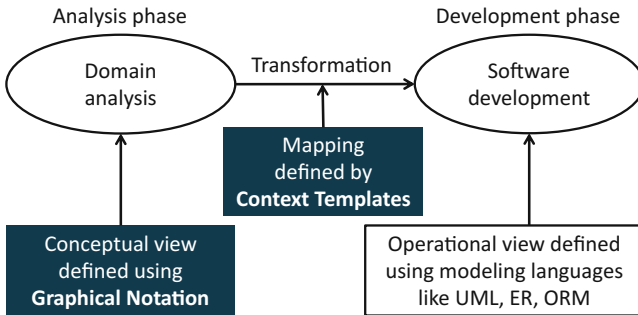 Analysis phase
Development phase
Domain
analysis
Transformation
Software
development
Mapping
defined by
Context Templates
Conceptual view
defined using
Graphical Notation
Operational view defined
using modeling languages
like UML, ER, ORM